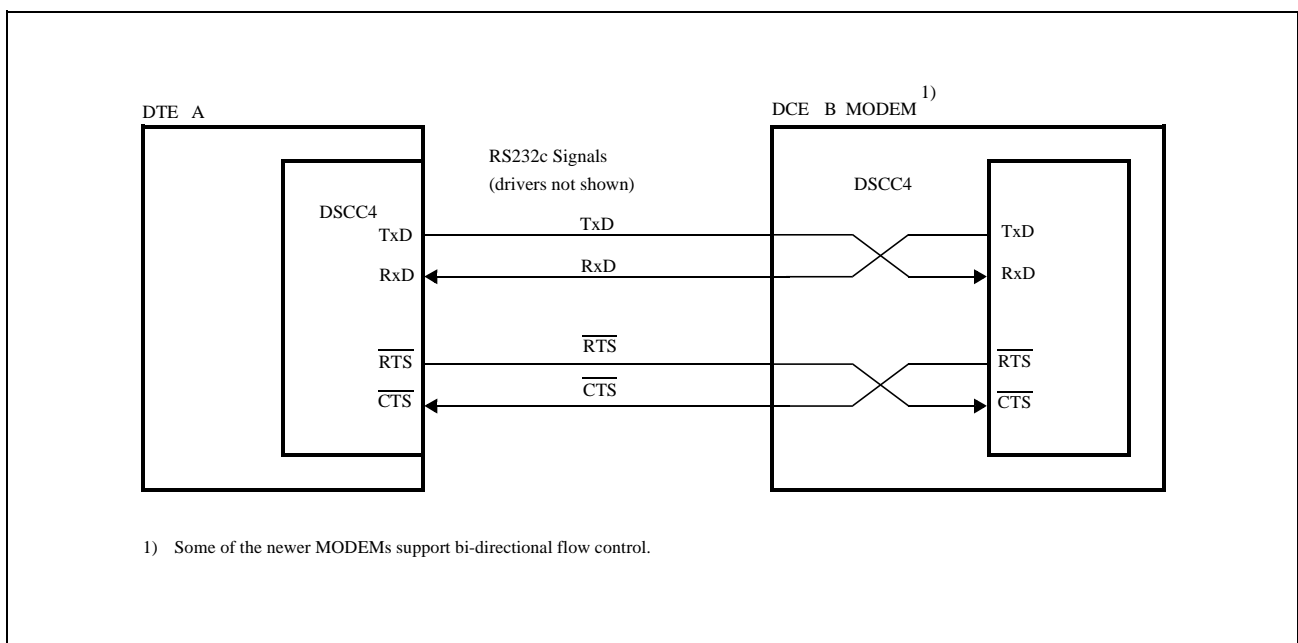 DTE A
DCE B MODEM 1)
RS232c Signals
(drivers not shown)
DSCC4
DSCC4
TxD
TxD
TxD
RxD
RxD
RxD
RTS
RTS
RTS
CTS
CTS
CTS
1) Some of the newer MODEMs support bi-directional flow control.